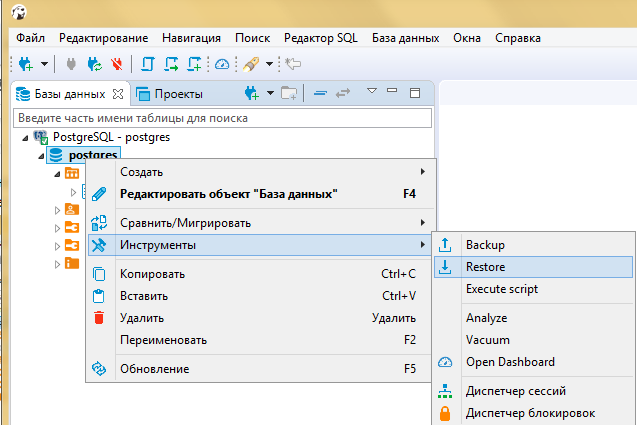 Файл Редактирование Навигация Поиск Редактор SQL База данных Окна Справка
Базы данных Проекты
Введите часть имени таблицы для поиска
PostgreSQL - postgres
postgres
Создать
Редактировать объект "База данных" F4
Сравнить/Мигрировать
Инструменты
Копировать Ctrl+C
Вставить Ctrl+V
Удалить Удалить
Переименовать F2
Обновление F5
Backup
Restore
Execute script
Analyze
Vacuum
Open Dashboard
Диспетчер сессий
Диспетчер блокировок